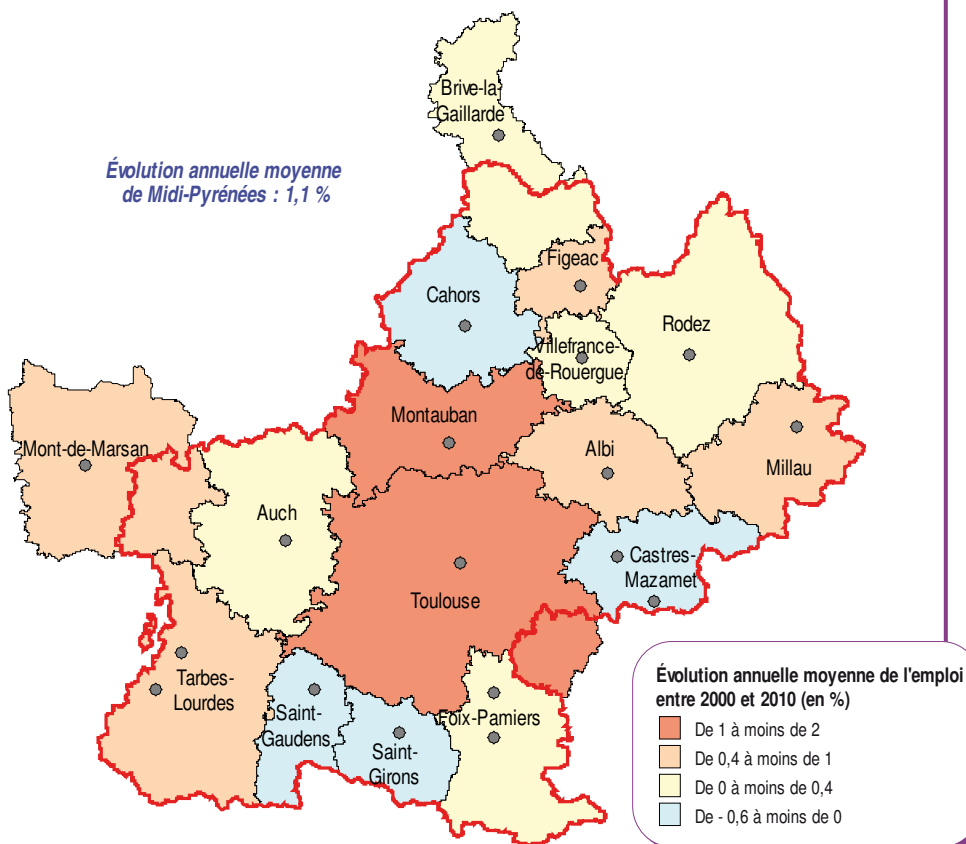 Brive-la-
Gaillarde
Évolution annuelle moyenne
de Midi-Pyrénées : 1,1 %
Figeac
Cahors
Rodez
Villefranche-
de-Rouergue
Montauban
Mont-de-Marsan
Albi
Millau
Auch
Castres-
Mazamet
Toulouse
Tarbes-
Lourdes
Saint-
Gaudens
Foix-Pamiers
Saint-
Girons
Évolution annuelle moyenne de l'emploi
entre 2000 et 2010 (en %)
De 1 à moins de 2
De 0,4 à moins de 1
De 0 à moins de 0,4
De - 0,6 à moins de 0